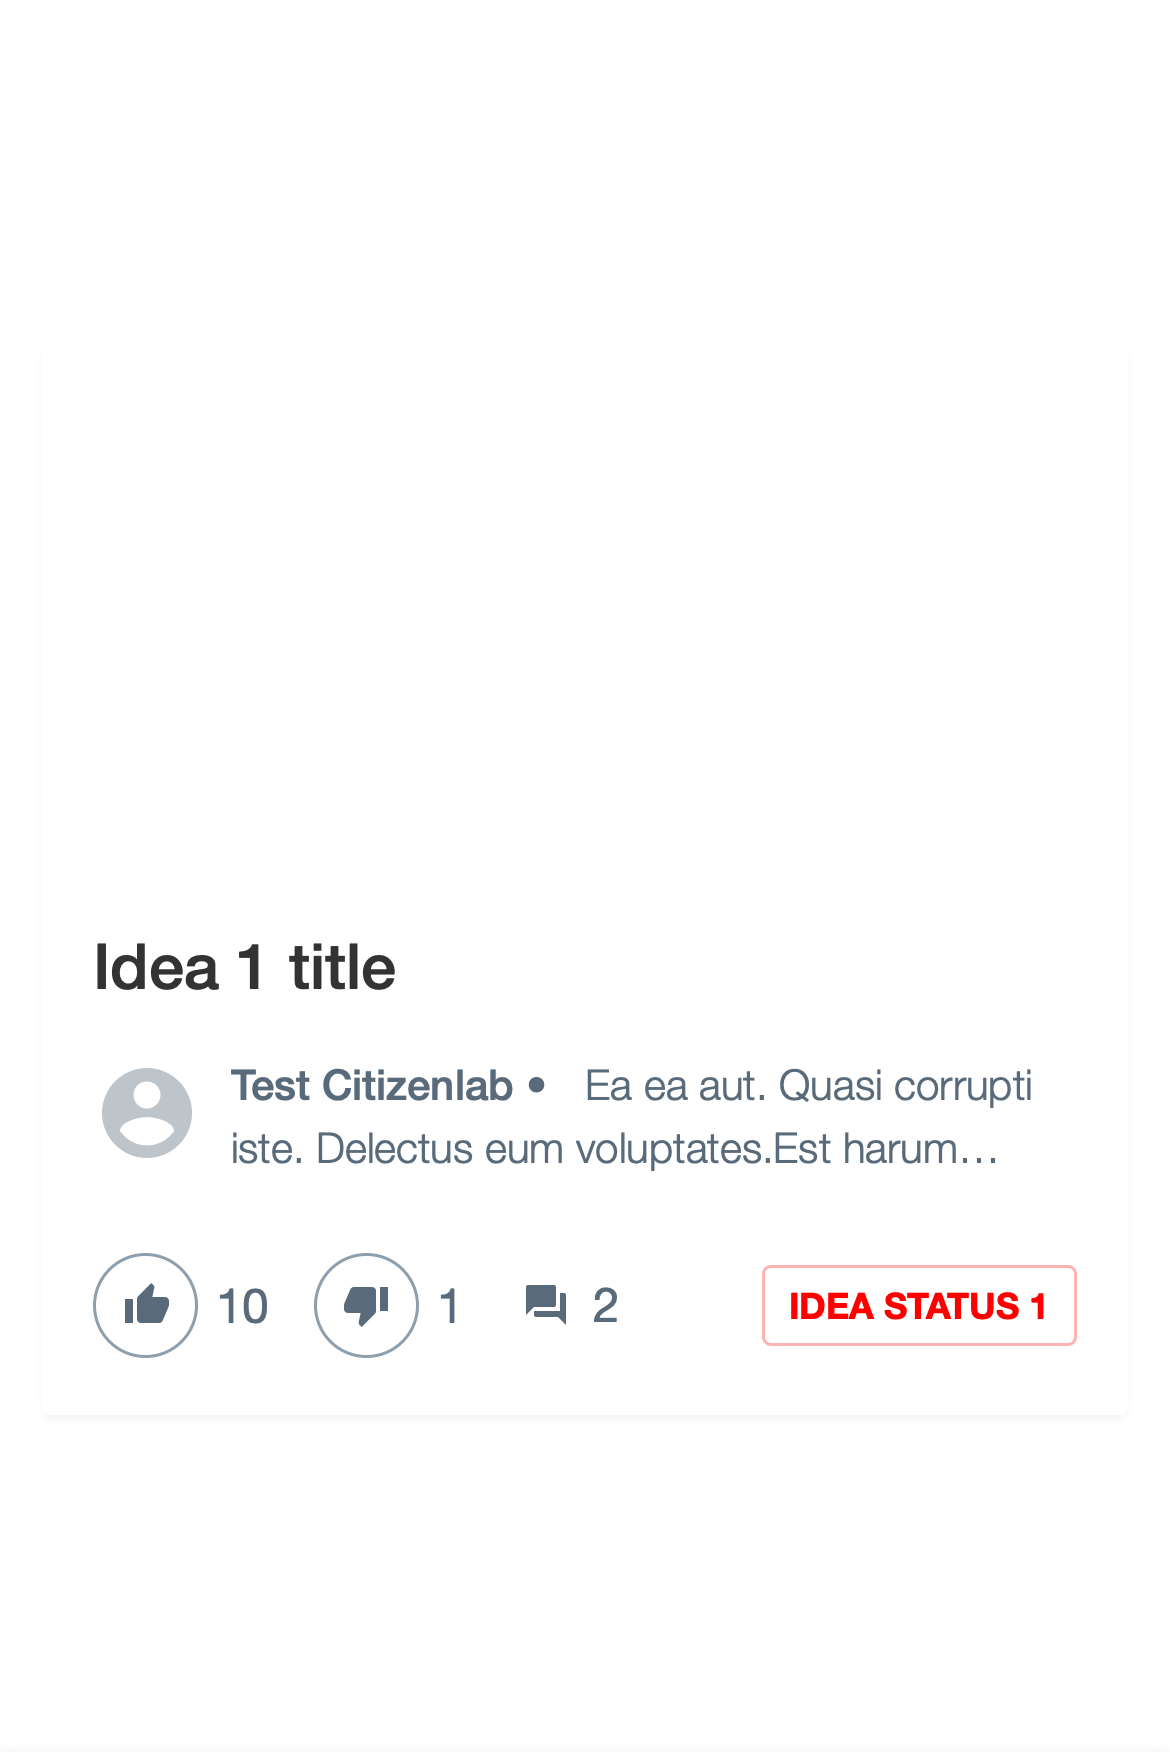 Idea 1 title
Test Citizenlab • Ea ea aut. Quasi corrupti
iste. Delectus eum voluptates.Est harum…
10 1 2 IDEA STATUS 1